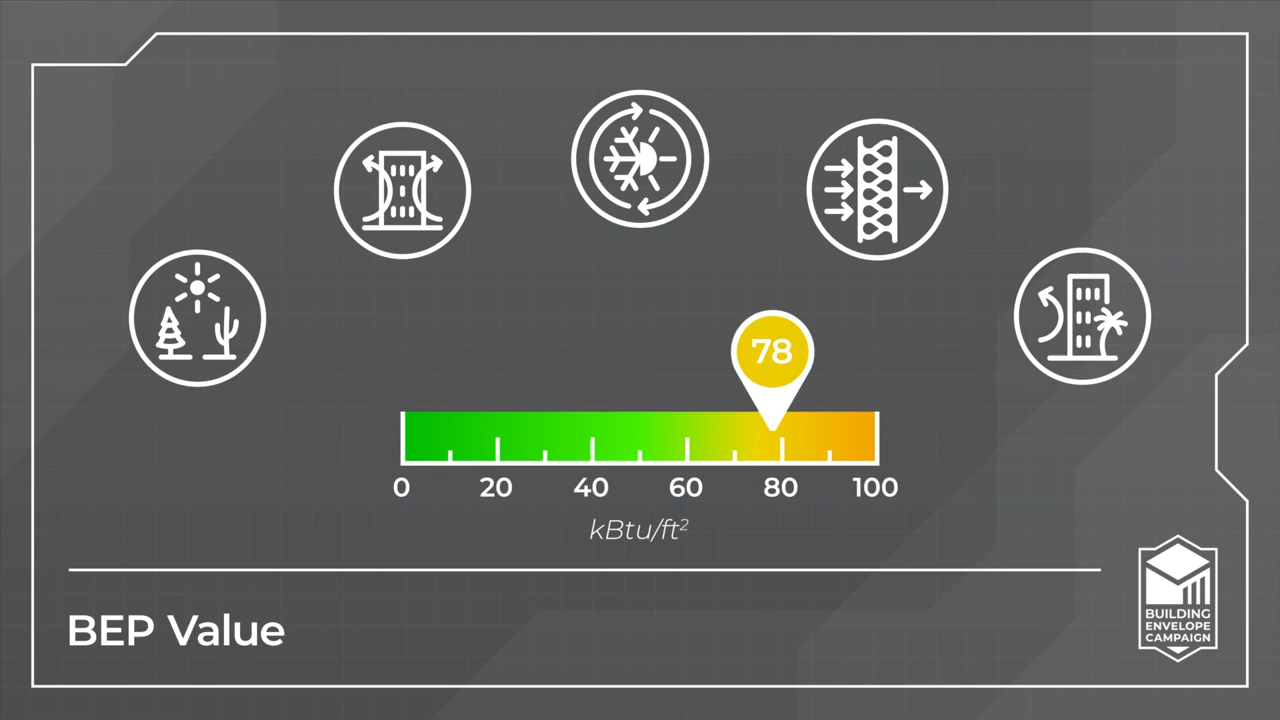 78
0 20 40 60 80 100
kBtu/ft²
BEP Value
BUILDING
ENVELOPE
CAMPAIGN